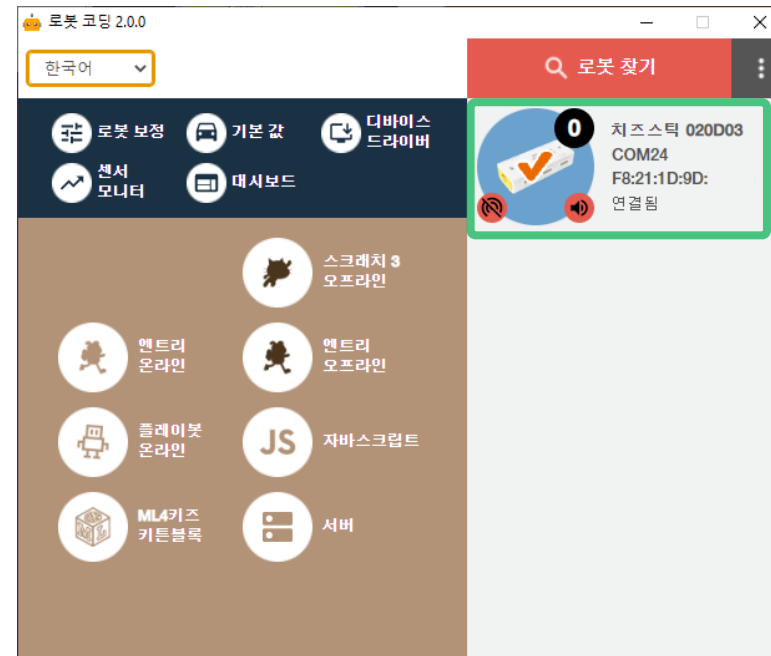 로봇 코딩 2.0.0
한국어
로봇 찾기
로봇 보정
기본 값
디바이스
드라이버
센서
모니터
대시보드
0
치즈스틱 020D03
COM24
F8:21:1D:9D:
연결됨
스크래치 3
오프라인
엔트리
온라인
엔트리
오프라인
플레이봇
온라인
JS
자바스크립트
ML4키즈
키튼블록
서버